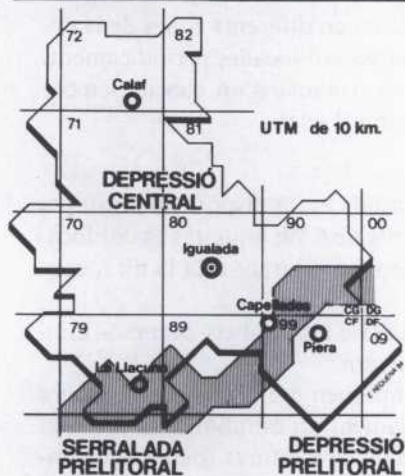 72 82
Calaf
71 81 UTM de 10 km.
DEPRESSIÓ
CENTRAL
70 80 90 00
Igualada
Capellades CG DG
79 89 99 CF DF
Piera 09
La Llacuna
J. REQUENA M.
SERRALADA DEPRESSIÓ
PRELITORAL PRELITORAL